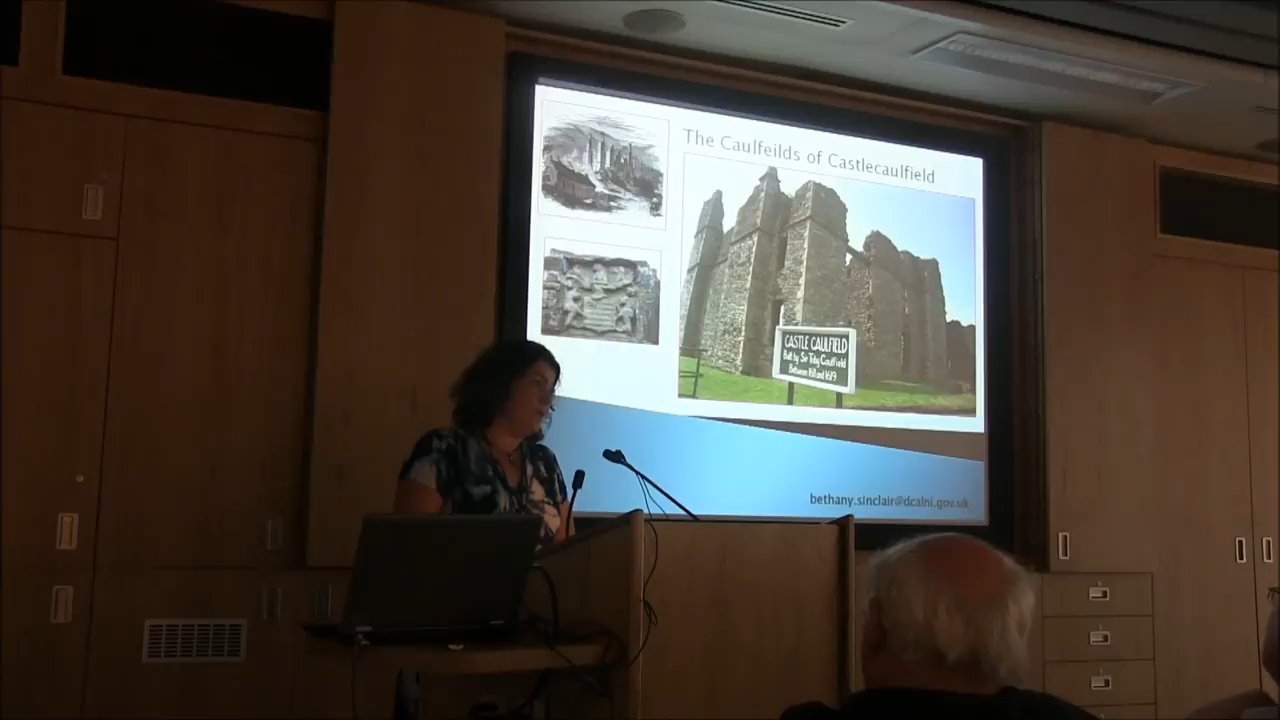 The Caulfeilds of Castlecaulfield
CASTLE CAULFIELD
Built by Sir Toby Caulfield
Between 1611 and 1619
bethany.sinclair@dcalni.gov.uk